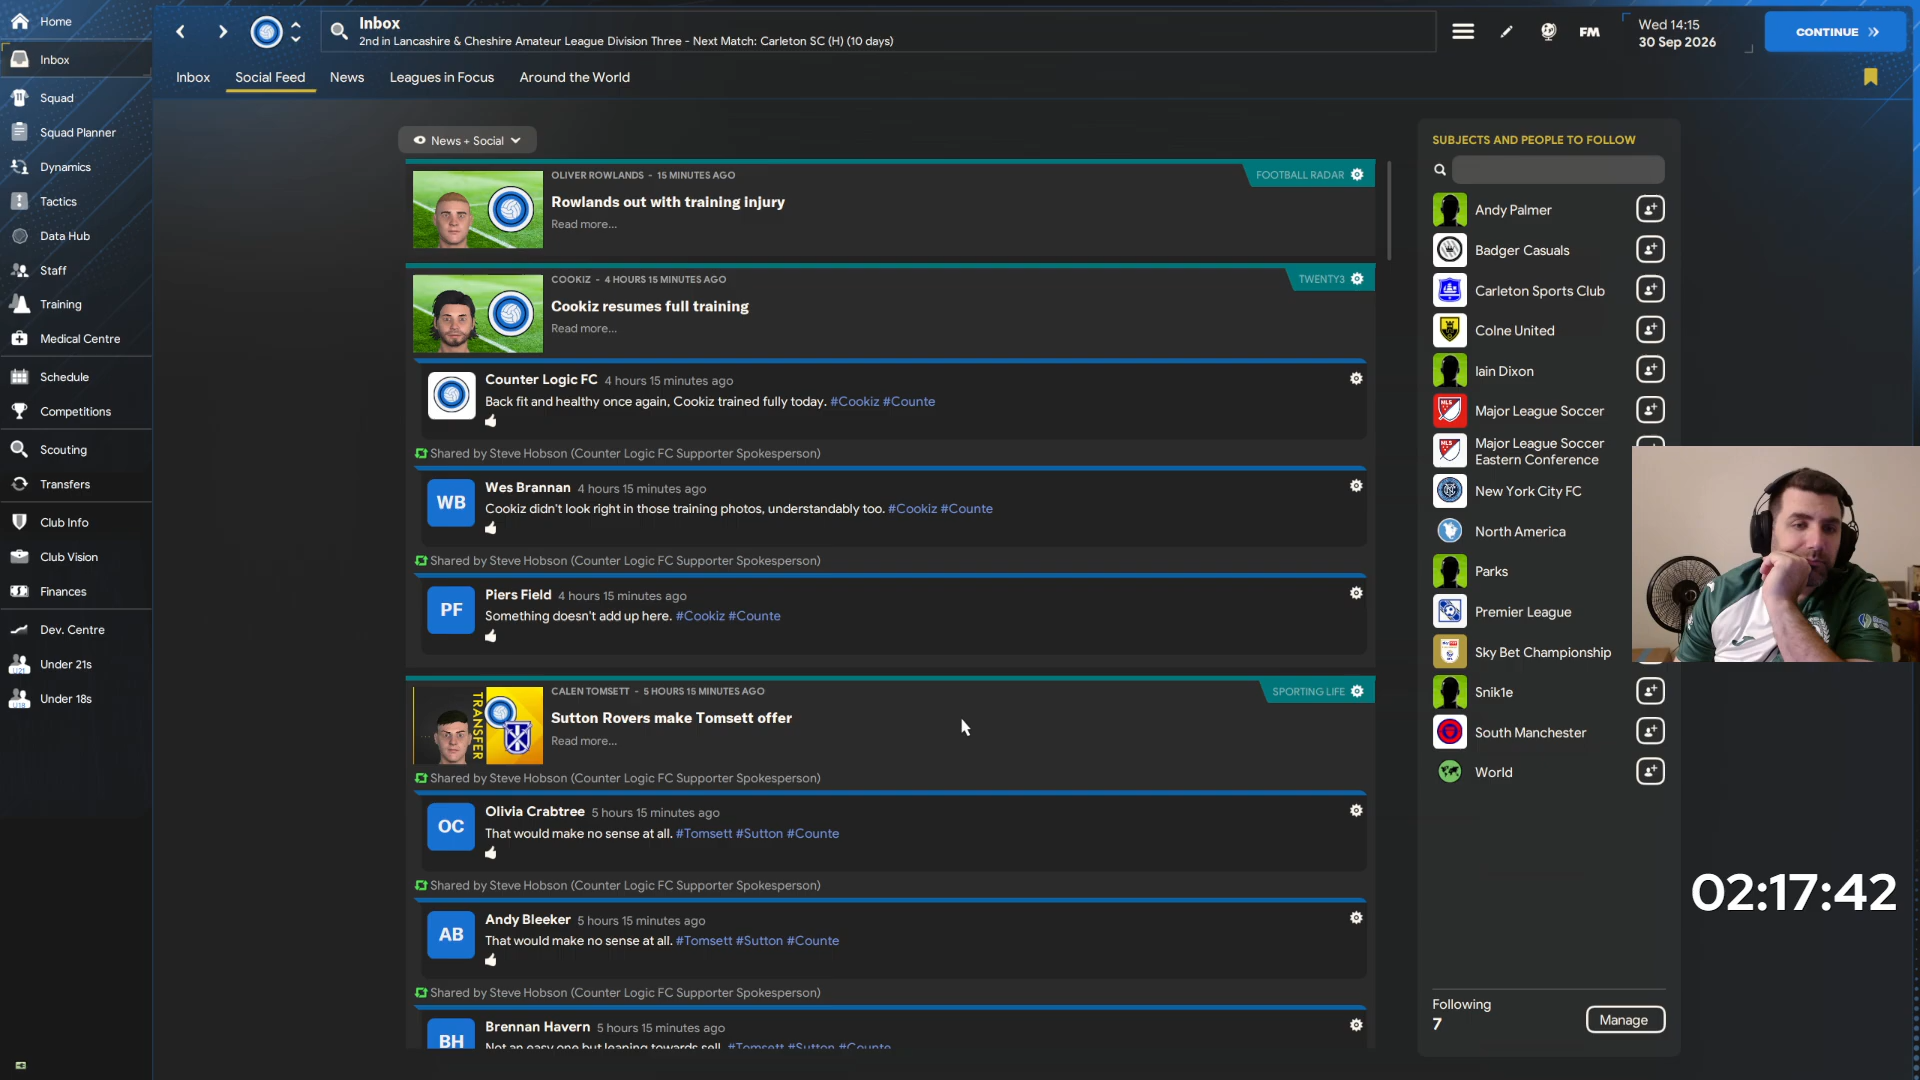 Home
Inbox
Squad
Squad Planner
Dynamics
Tactics
Data Hub
Staff
Training
Medical Centre
Schedule
Competitions
Scouting
Transfers
Club Info
Club Vision
Finances
Dev. Centre
Under 21s
Under 18s
Inbox
2nd in Lancashire & Cheshire Amateur League Division Three - Next Match: Carleton SC (H) (10 days)
FM
Wed 14:15
30 Sep 2026
CONTINUE
Inbox Social Feed News Leagues in Focus Around the World
News + Social
OLIVER ROWLANDS - 15 MINUTES AGO
FOOTBALL RADAR
Rowlands out with training injury
Read more...
COOKIZ - 4 HOURS 15 MINUTES AGO
TWENTY3
Cookiz resumes full training
Read more...
Counter Logic FC 4 hours 15 minutes ago
Back fit and healthy once again, Cookiz trained fully today. #Cookiz #Counte
Shared by Steve Hobson (Counter Logic FC Supporter Spokesperson)
WB
Wes Brannan 4 hours 15 minutes ago
Cookiz didn't look right in those training photos, understandably too. #Cookiz #Counte
Shared by Steve Hobson (Counter Logic FC Supporter Spokesperson)
PF
Piers Field 4 hours 15 minutes ago
Something doesn't add up here. #Cookiz #Counte
TRANSFER
CALEN TOMSETT - 5 HOURS 15 MINUTES AGO
SPORTING LIFE
Sutton Rovers make Tomsett offer
Read more...
Shared by Steve Hobson (Counter Logic FC Supporter Spokesperson)
OC
Olivia Crabtree 5 hours 15 minutes ago
That would make no sense at all. #Tomsett #Sutton #Counte
Shared by Steve Hobson (Counter Logic FC Supporter Spokesperson)
AB
Andy Bleeker 5 hours 15 minutes ago
That would make no sense at all. #Tomsett #Sutton #Counte
Shared by Steve Hobson (Counter Logic FC Supporter Spokesperson)
BH
Brennan Havern 5 hours 15 minutes ago
Not an easy one but leaning towards sell. #Tomsett #Sutton #Counte
SUBJECTS AND PEOPLE TO FOLLOW
Andy Palmer
Badger Casuals
Carleton Sports Club
Colne United
Iain Dixon
Major League Soccer
Major League Soccer
Eastern Conference
New York City FC
North America
Parks
Premier League
Sky Bet Championship
Snik1e
South Manchester
World
Following
7
Manage
02:17:42